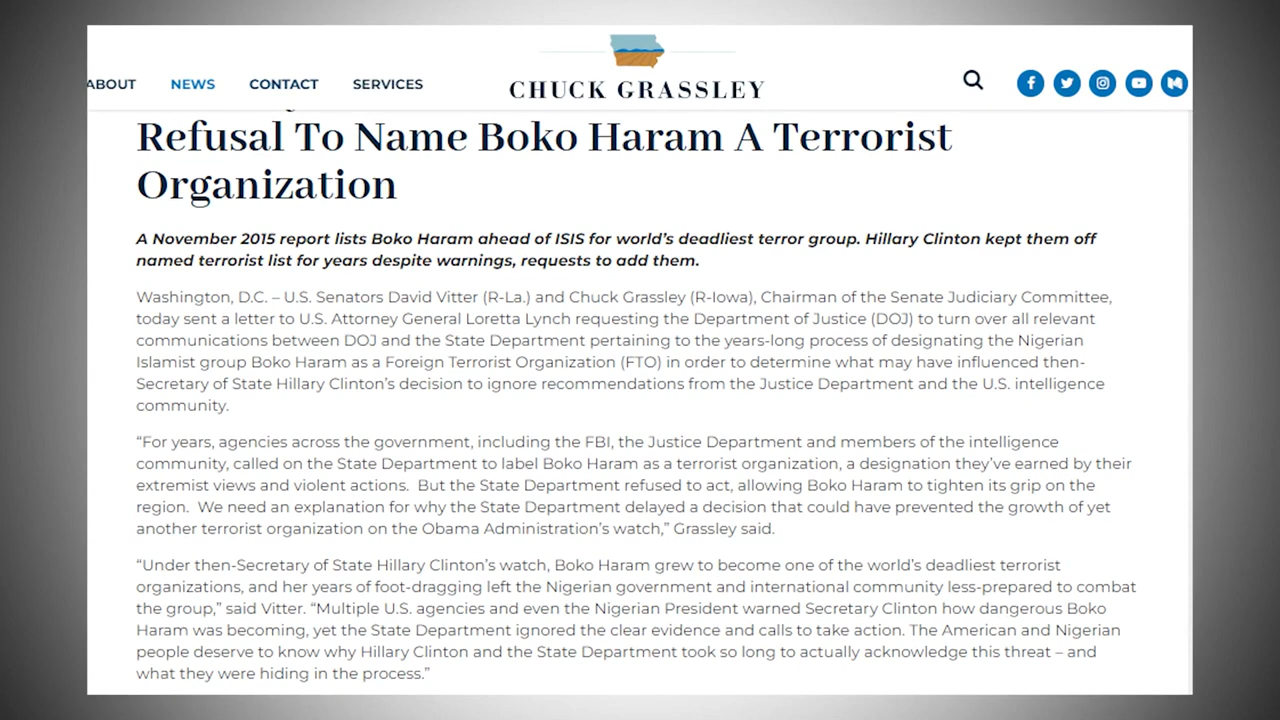 ABOUT NEWS CONTACT SERVICES
CHUCK GRASSLEY
Refusal To Name Boko Haram A Terrorist
Organization
A November 2015 report lists Boko Haram ahead of ISIS for world’s deadliest terror group. Hillary Clinton kept them off
named terrorist list for years despite warnings, requests to add them.
Washington, D.C. – U.S. Senators David Vitter (R-La.) and Chuck Grassley (R-Iowa), Chairman of the Senate Judiciary Committee,
today sent a letter to U.S. Attorney General Loretta Lynch requesting the Department of Justice (DOJ) to turn over all relevant
communications between DOJ and the State Department pertaining to the years-long process of designating the Nigerian
Islamist group Boko Haram as a Foreign Terrorist Organization (FTO) in order to determine what may have influenced then-
Secretary of State Hillary Clinton’s decision to ignore recommendations from the Justice Department and the U.S. intelligence
community.
“For years, agencies across the government, including the FBI, the Justice Department and members of the intelligence
community, called on the State Department to label Boko Haram as a terrorist organization, a designation they’ve earned by their
extremist views and violent actions.  But the State Department refused to act, allowing Boko Haram to tighten its grip on the
region.  We need an explanation for why the State Department delayed a decision that could have prevented the growth of yet
another terrorist organization on the Obama Administration’s watch,” Grassley said.
“Under then-Secretary of State Hillary Clinton’s watch, Boko Haram grew to become one of the world’s deadliest terrorist
organizations, and her years of foot-dragging left the Nigerian government and international community less-prepared to combat
the group,” said Vitter. “Multiple U.S. agencies and even the Nigerian President warned Secretary Clinton how dangerous Boko
Haram was becoming, yet the State Department ignored the clear evidence and calls to take action. The American and Nigerian
people deserve to know why Hillary Clinton and the State Department took so long to actually acknowledge this threat – and
what they were hiding in the process.”